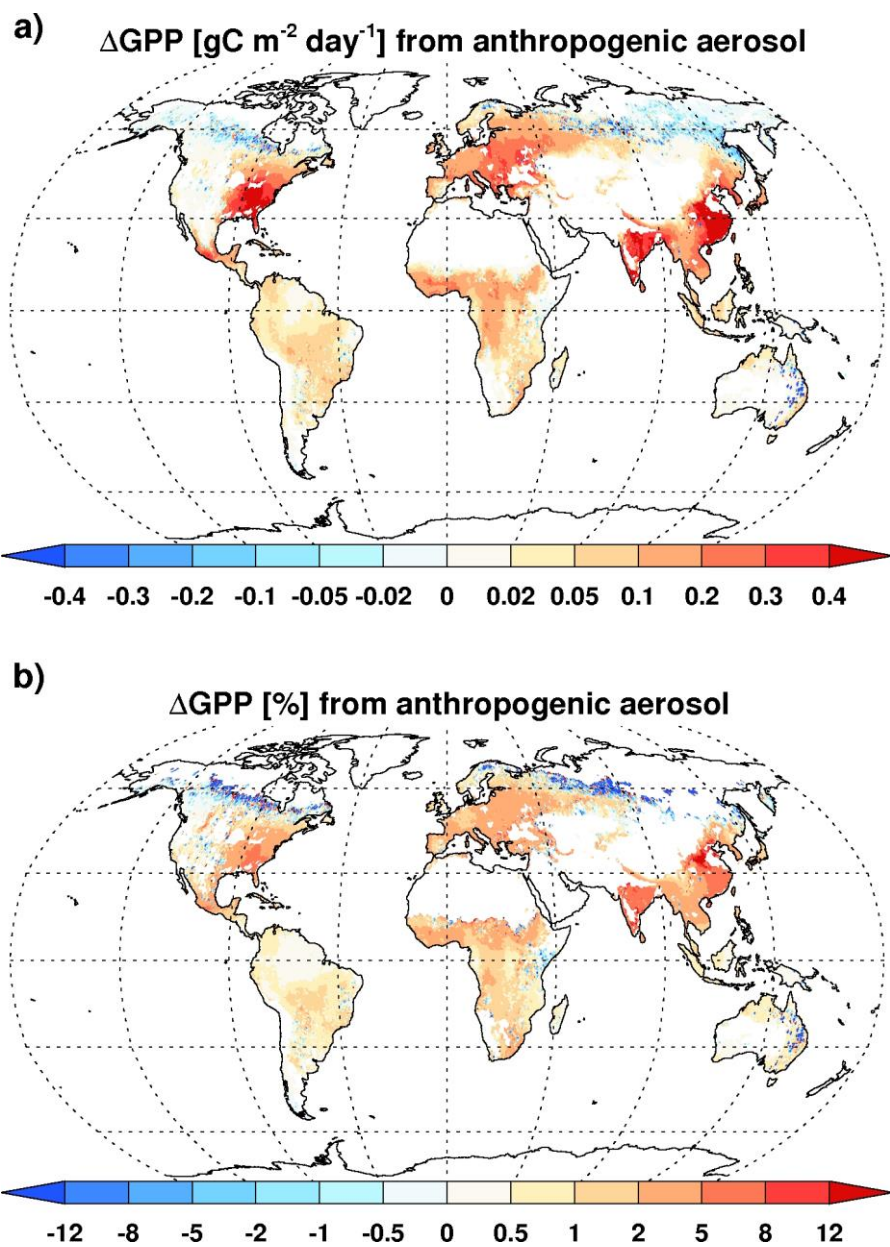 a)
ΔGPP [gC m⁻² day⁻¹] from anthropogenic aerosol
-0.4 -0.3 -0.2 -0.1 -0.05 -0.02 0 0.02 0.05 0.1 0.2 0.3 0.4
b)
ΔGPP [%] from anthropogenic aerosol
-12 -8 -5 -2 -1 -0.5 0 0.5 1 2 5 8 12